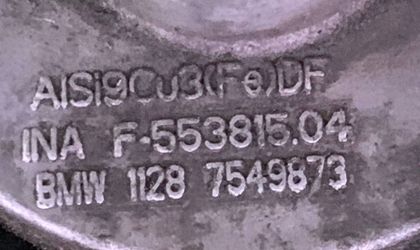 AlSi9Cu3(Fe)DF
INA F-553815.04
BMW 1128 7549873